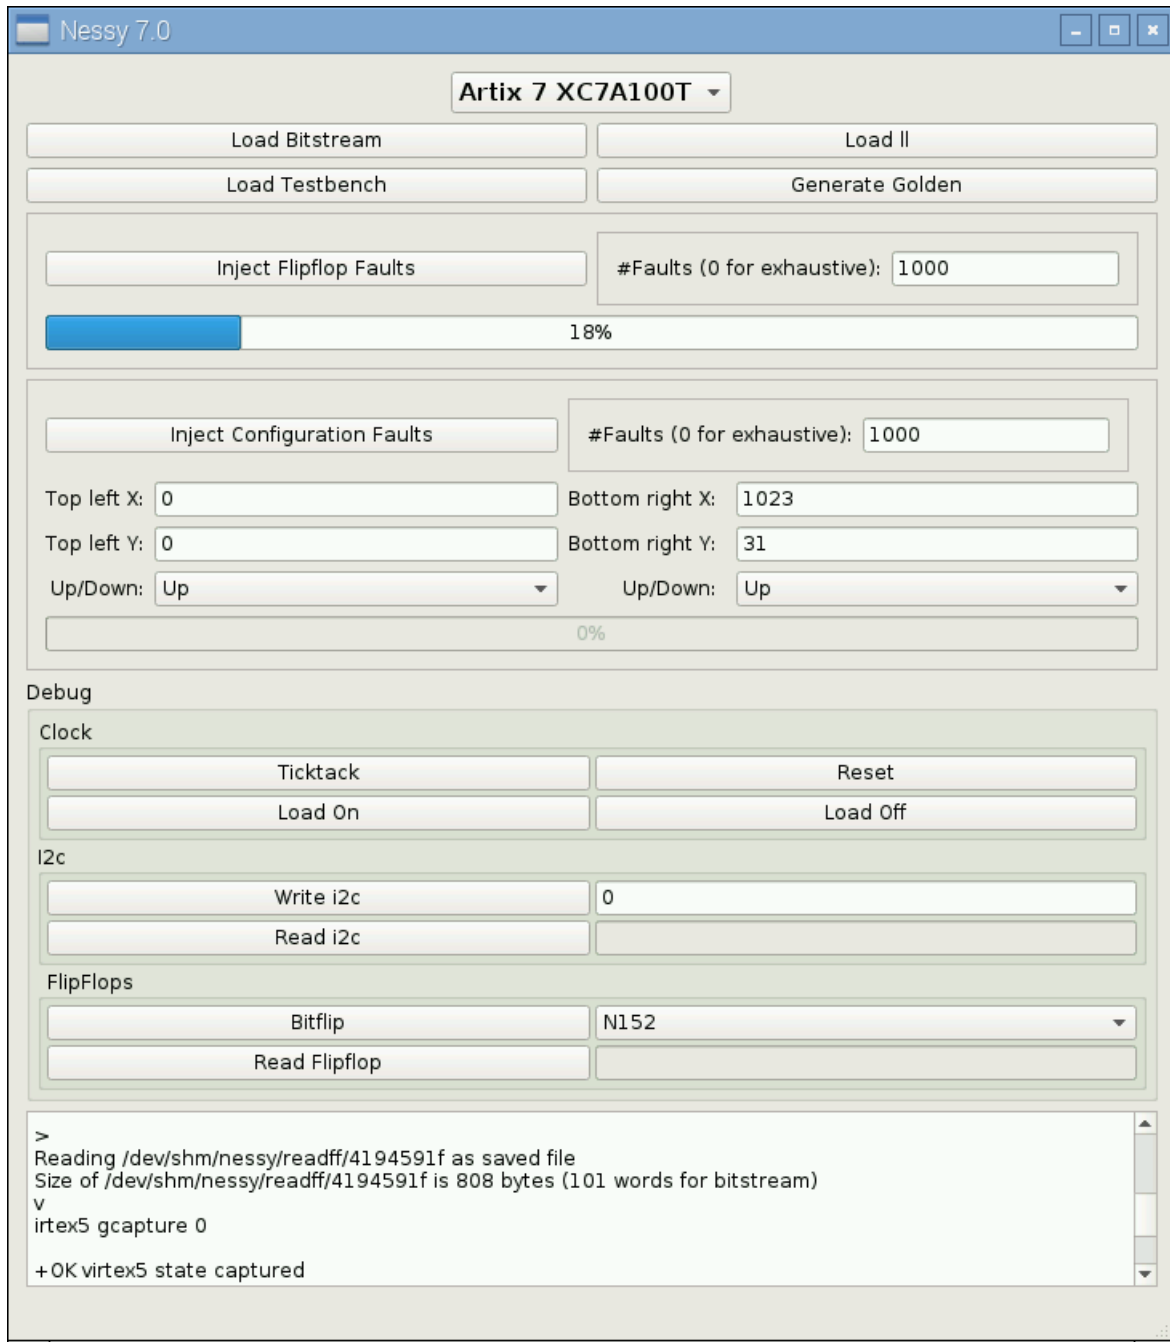 Nessy 7.0
Artix 7 XC7A100T
Load Bitstream
Load ll
Load Testbench
Generate Golden
Inject Flipflop Faults
#Faults (0 for exhaustive): 1000
18%
Inject Configuration Faults
#Faults (0 for exhaustive): 1000
Top left X: 0
Bottom right X: 1023
Top left Y: 0
Bottom right Y: 31
Up/Down: Up
Up/Down: Up
0%
Debug
Clock
Ticktack
Reset
Load On
Load Off
I2c
Write i2c
0
Read i2c
FlipFlops
Bitflip
N152
Read Flipflop
>
Reading /dev/shm/nessy/readff/4194591f as saved file
Size of /dev/shm/nessy/readff/4194591f is 808 bytes (101 words for bitstream)
v
irtex5 gcapture 0
+OK virtex5 state captured